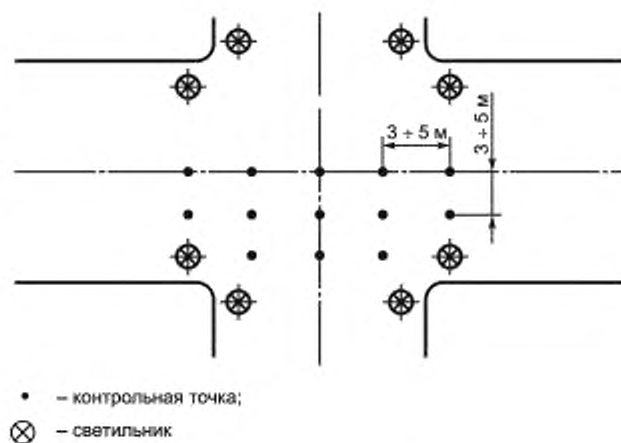 3 ÷ 5 м
3 ÷ 5 м
– контрольная точка;
– светильник